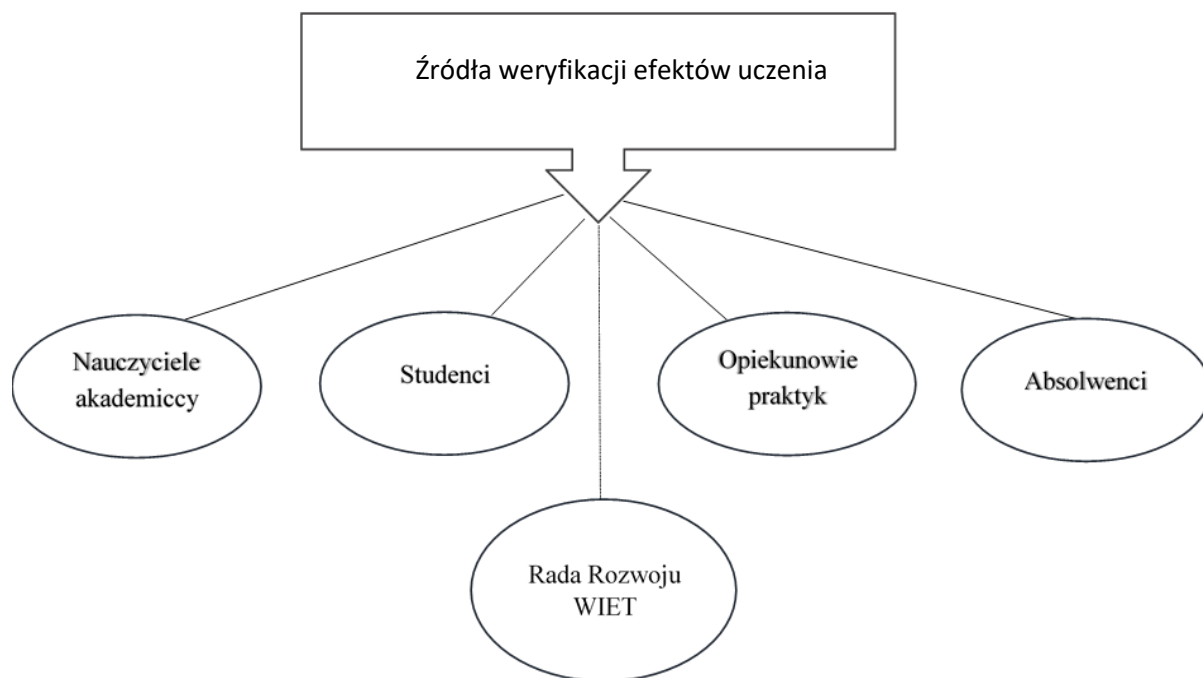 Źródła weryfikacji efektów uczenia
Nauczyciele
akademiccy
Studenci
Opiekunowie
praktyk
Absolwenci
Rada Rozwoju
WIET